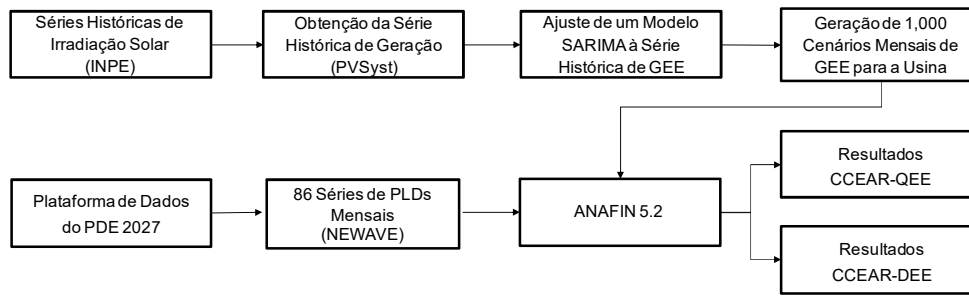 Séries Históricas de
Irradiação Solar
(INPE)
Obtenção da Série
Histórica de Geração
(PVSyst)
Ajuste de um Modelo
SARIMA à Série
Histórica de GEE
Geração de 1,000
Cenários Mensais de
GEE para a Usina
Plataforma de Dados
do PDE 2027
86 Séries de PLDs
Mensais
(NEWAVE)
ANAFIN 5.2
Resultados
CCEAR-QEE
Resultados
CCEAR-DEE